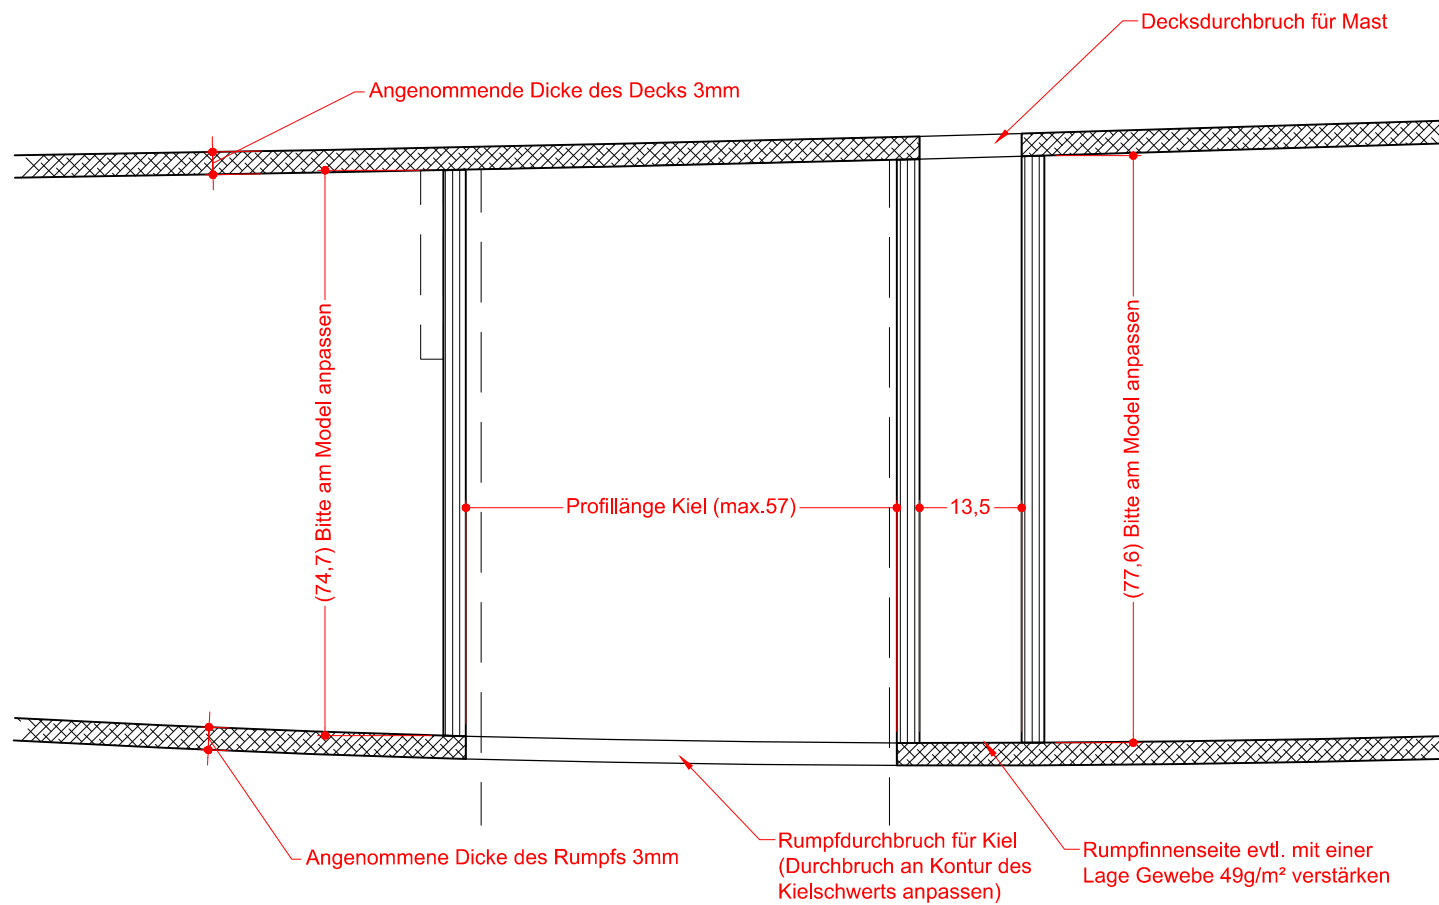 Decksdurchbruch für Mast
Angenommende Dicke des Decks 3mm
(74,7) Bitte am Model anpassen
Profillänge Kiel (max.57)
13,5
(77,6) Bitte am Model anpassen
Angenommene Dicke des Rumpfs 3mm
Rumpfdurchbruch für Kiel
(Durchbruch an Kontur des
Kielschwerts anpassen)
Rumpfinnenseite evtl. mit einer
Lage Gewebe 49g/m² verstärken